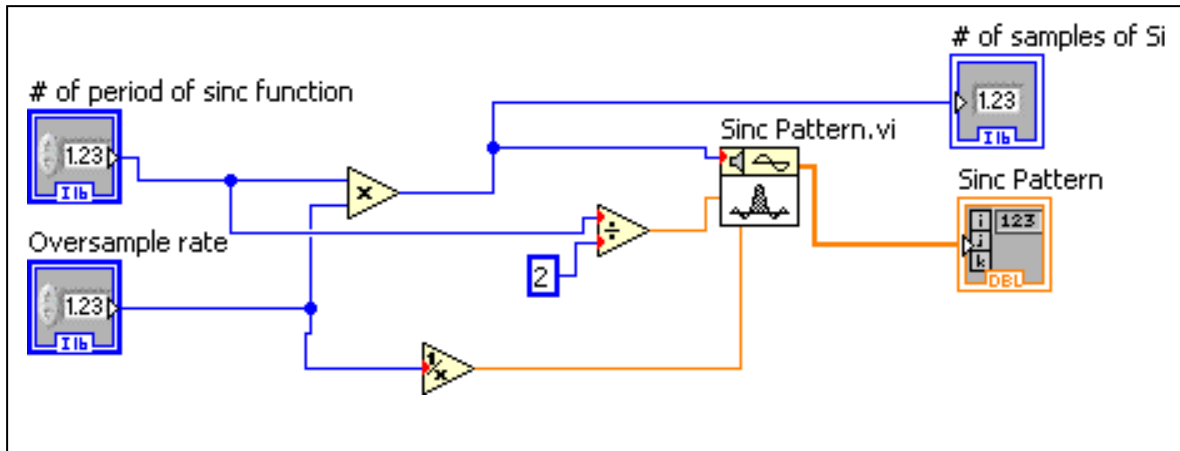 # of samples of Si
# of period of sinc function
1.23
I16
1.23
I16
Sinc Pattern.vi
×
Sinc Pattern
÷
i
123
j
k
DBL
Oversample rate
2
1.23
I16
1/x